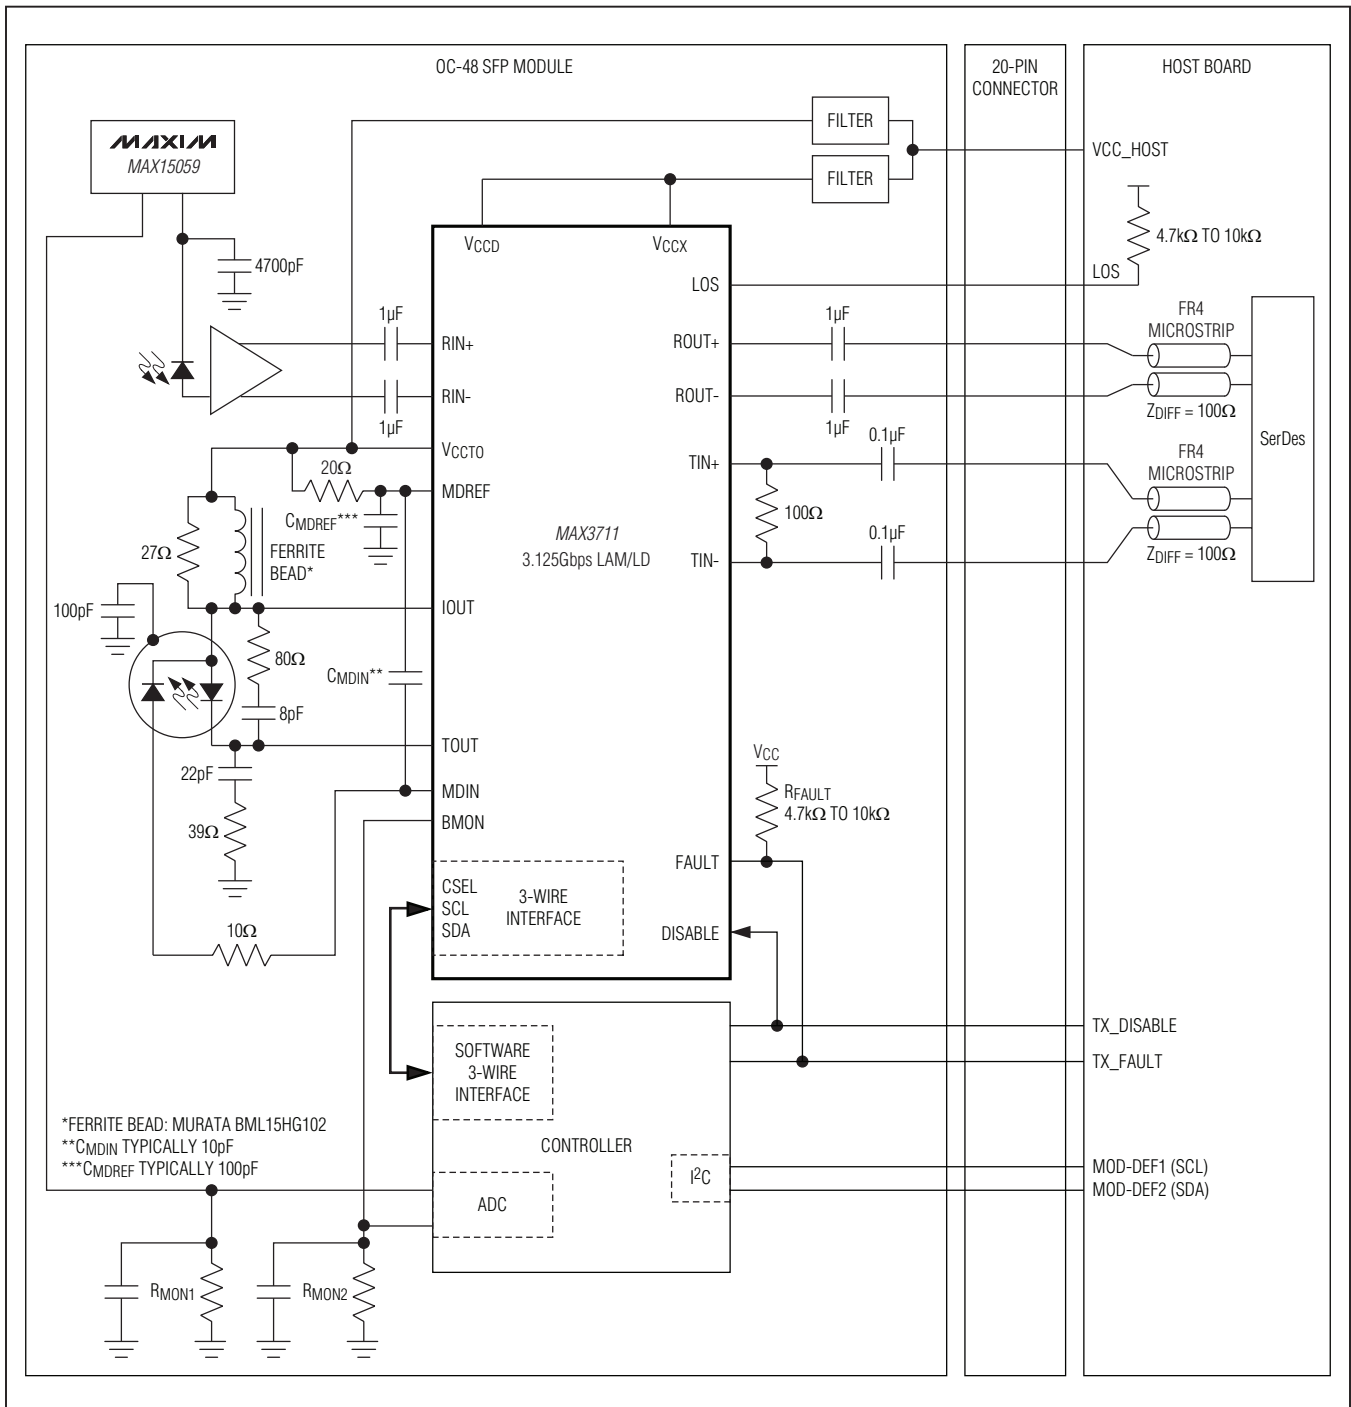 OC-48 SFP MODULE
20-PIN
CONNECTOR
HOST BOARD
MAXIM
MAX15059
FILTER
FILTER
VCC_HOST
4.7kΩ TO 10kΩ
LOS
VCCD
VCCX
LOS
4700pF
1µF
RIN+
RIN-
1µF
ROUT+
ROUT-
1µF
1µF
FR4
MICROSTRIP
ZDIFF = 100Ω
SerDes
VCCTO
20Ω
MDREF
CMDREF***
27Ω
FERRITE
BEAD*
TIN+
TIN-
100Ω
0.1µF
0.1µF
FR4
MICROSTRIP
ZDIFF = 100Ω
MAX3711
3.125Gbps LAM/LD
100pF
IOUT
80Ω
CMDIN**
8pF
TOUT
22pF
MDIN
39Ω
BMON
VCC
RFAULT
4.7kΩ TO 10kΩ
FAULT
CSEL
SCL
SDA
3-WIRE
INTERFACE
DISABLE
10Ω
TX_DISABLE
TX_FAULT
SOFTWARE
3-WIRE
INTERFACE
CONTROLLER
*FERRITE BEAD: MURATA BML15HG102
**CMDIN TYPICALLY 10pF
***CMDREF TYPICALLY 100pF
I2C
MOD-DEF1 (SCL)
MOD-DEF2 (SDA)
ADC
RMON1
RMON2